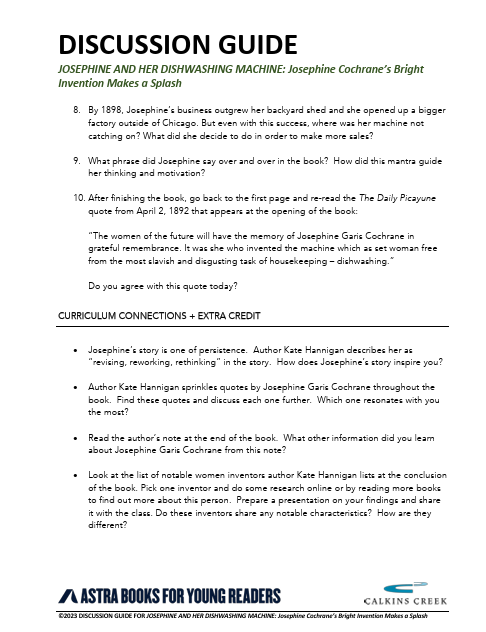 DISCUSSION GUIDE
JOSEPHINE AND HER DISHWASHING MACHINE: Josephine Cochrane's Bright
Invention Makes a Splash
8. By 1898, Josephine's business outgrew her backyard shed and she opened up a bigger
factory outside of Chicago. But even with this success, where was her machine not
catching on? What did she decide to do in order to make more sales?
9. What phrase did Josephine say over and over in the book? How did this mantra guide
her thinking and motivation?
10. After finishing the book, go back to the first page and re-read the The Daily Picayune
quote from April 2, 1892 that appears at the opening of the book:
"The women of the future will have the memory of Josephine Garis Cochrane in
grateful remembrance. It was she who invented the machine which as set woman free
from the most slavish and disgusting task of housekeeping – dishwashing."
Do you agree with this quote today?
CURRICULUM CONNECTIONS + EXTRA CREDIT
• Josephine's story is one of persistence. Author Kate Hannigan describes her as
"revising, reworking, rethinking" in the story. How does Josephine's story inspire you?
• Author Kate Hannigan sprinkles quotes by Josephine Garis Cochrane throughout the
book. Find these quotes and discuss each one further. Which one resonates with you
the most?
• Read the author's note at the end of the book. What other information did you learn
about Josephine Garis Cochrane from this note?
• Look at the list of notable women inventors author Kate Hannigan lists at the conclusion
of the book. Pick one inventor and do some research online or by reading more books
to find out more about this person. Prepare a presentation on your findings and share
it with the class. Do these inventors share any notable characteristics? How are they
different?
ASTRA BOOKS FOR YOUNG READERS
CALKINS CREEK
©2023 DISCUSSION GUIDE FOR JOSEPHINE AND HER DISHWASHING MACHINE: Josephine Cochrane's Bright Invention Makes a Splash